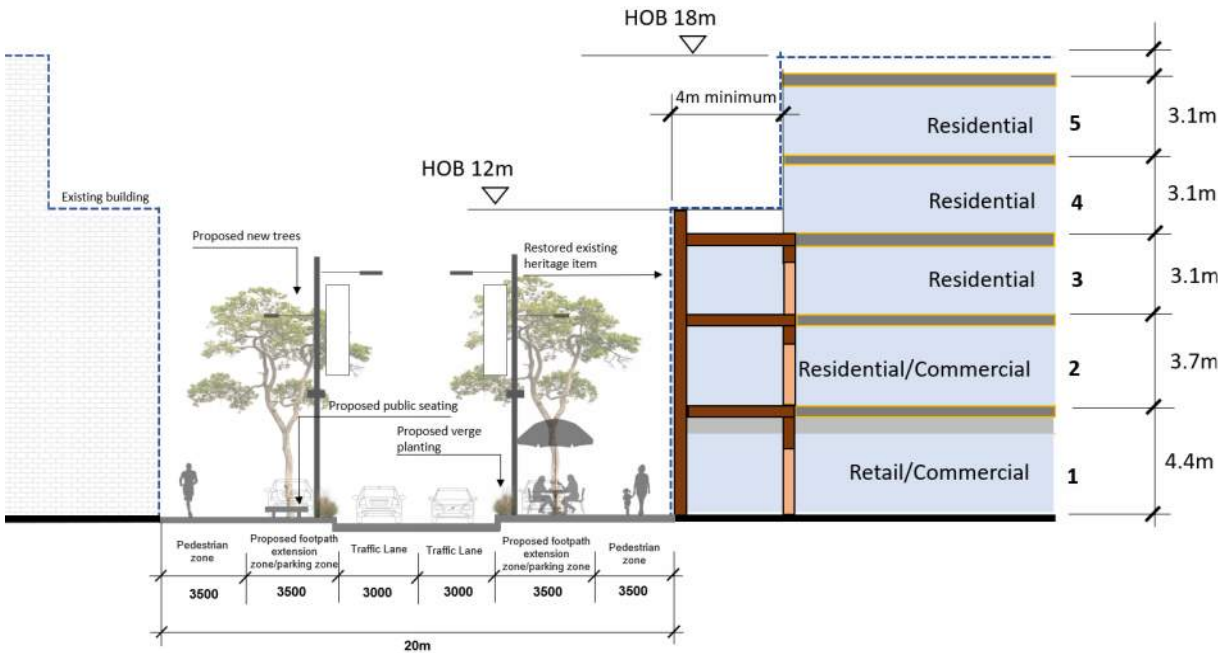 HOB 18m
4m minimum
3.1m
Residential
5
HOB 12m
3.1m
Existing building
Residential
4
Proposed new trees
Restored existing
heritage item
3.1m
Residential
3
3.7m
Residential/Commercial
2
Proposed public seating
Proposed verge
planting
4.4m
Retail/Commercial
1
Pedestrian
zone
Proposed footpath
extension
zone/parking zone
Traffic Lane
Traffic Lane
Proposed footpath
extension
zone/parking zone
Pedestrian
zone
3500
3500
3000
3000
3500
3500
20m